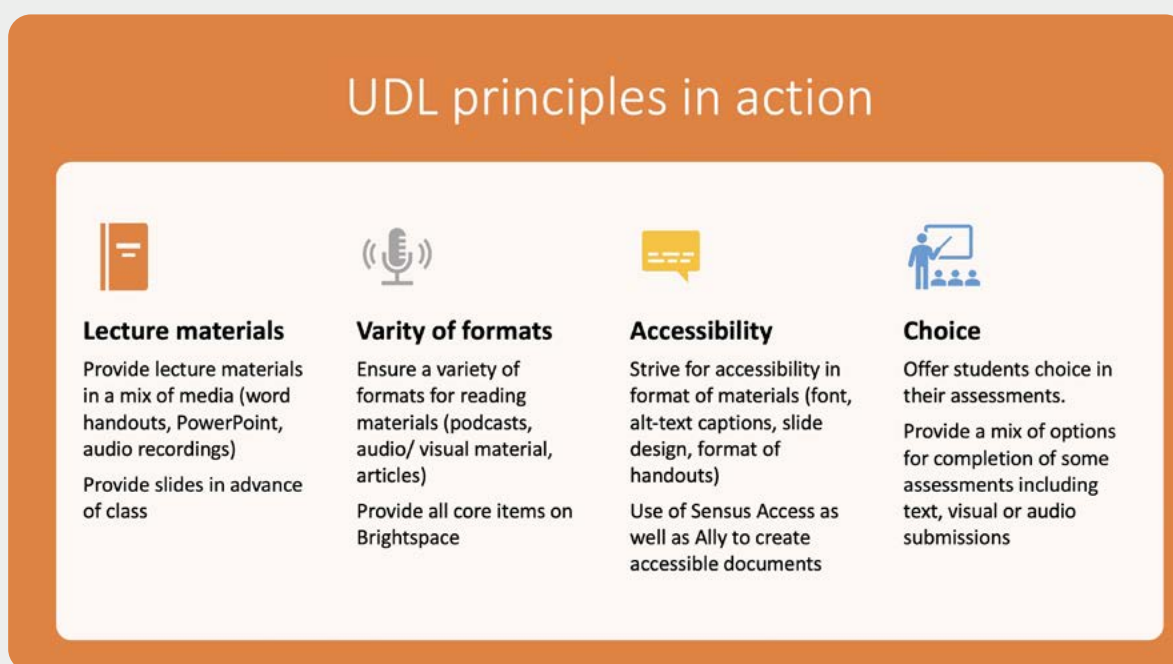 UDL principles in action
Lecture materials
Provide lecture materials
in a mix of media (word
handouts, PowerPoint,
audio recordings)
Provide slides in advance
of class
Varity of formats
Ensure a variety of
formats for reading
materials (podcasts,
audio/ visual material,
articles)
Provide all core items on
Brightspace
Accessibility
Strive for accessibility in
format of materials (font,
alt-text captions, slide
design, format of
handouts)
Use of Sensus Access as
well as Ally to create
accessible documents
Choice
Offer students choice in
their assessments.
Provide a mix of options
for completion of some
assessments including
text, visual or audio
submissions